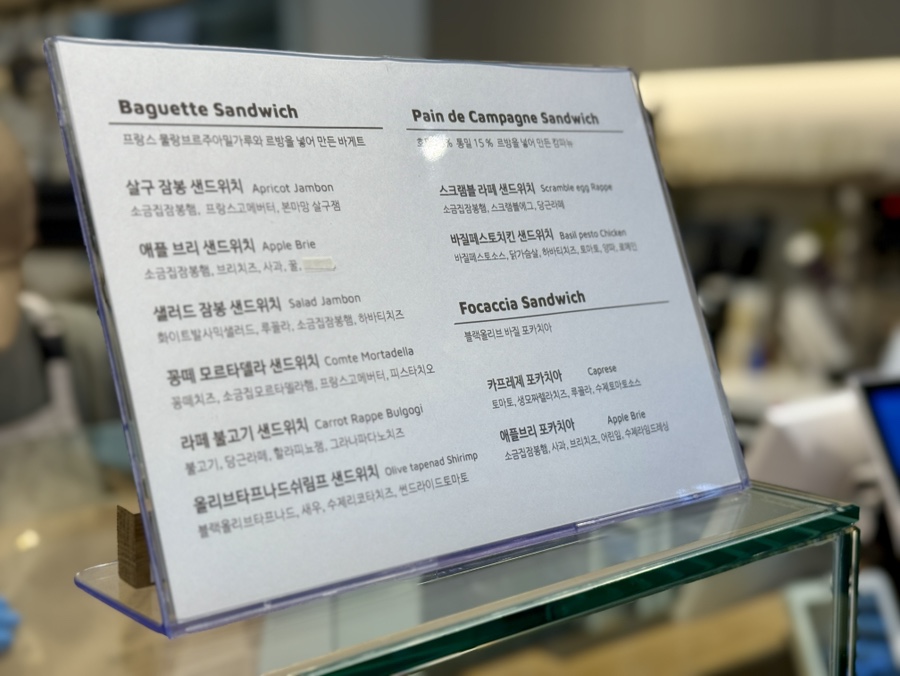 Baguette Sandwich
프랑스 물랑브르주아밀가루와 르방을 넣어 만든 바게트
살구 잠봉 샌드위치 Apricot Jambon
소금집잠봉햄, 프랑스고메버터, 본마망 살구잼
애플 브리 샌드위치 Apple Brie
소금집잠봉햄, 브리치즈, 사과, 꿀,
샐러드 잠봉 샌드위치 Salad Jambon
화이트발사믹샐러드, 루꼴라, 소금집잠봉햄, 하바티치즈
꽁떼 모르타델라 샌드위치 Comte Mortadella
꽁떼치즈, 소금집모르타델라햄, 프랑스고메버터, 피스타치오
라페 불고기 샌드위치 Carrot Rappe Bulgogi
불고기, 당근라페, 할라피뇨잼, 그라나파다노치즈
올리브타프나드쉬림프 샌드위치 Olive tapenad Shirimp
블랙올리브타프나드, 새우, 수제리코타치즈, 썬드라이드토마토
Pain de Campagne Sandwich
% 통밀 15 % 르방을 넣어 만든 캄파뉴
스크램블 라페 샌드위치 Scramble egg Rappe
소금집잠봉햄, 스크램블에그, 당근라페
바질페스토치킨 샌드위치 Basil pesto Chicken
바질페스토소스, 닭가슴살, 하바티치즈, 토마토, 양파, 로메인
Focaccia Sandwich
블랙올리브 바질 포카치아
카프레제 포카치아 Caprese
토마토, 생모짜렐라치즈, 루꼴라, 수제토마토소스
애플브리 포카치아 Apple Brie
소금집잠봉햄, 사과, 브리치즈, 어린잎, 수제라임드레싱